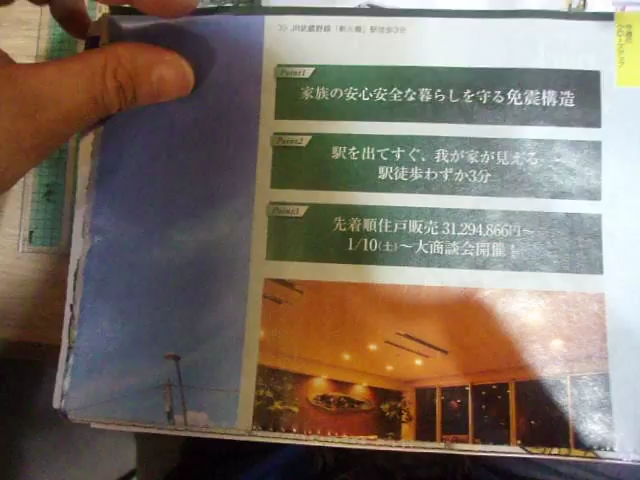 JR武蔵野線「新三郷」駅徒歩3分
Point1
家族の安心安全な暮らしを守る免震構造
Point2
駅を出てすぐ、我が家が見える
駅徒歩わずか3分
Point3
先着順住戸販売 31,294,866円~
1/10(土)~大商談会開催!